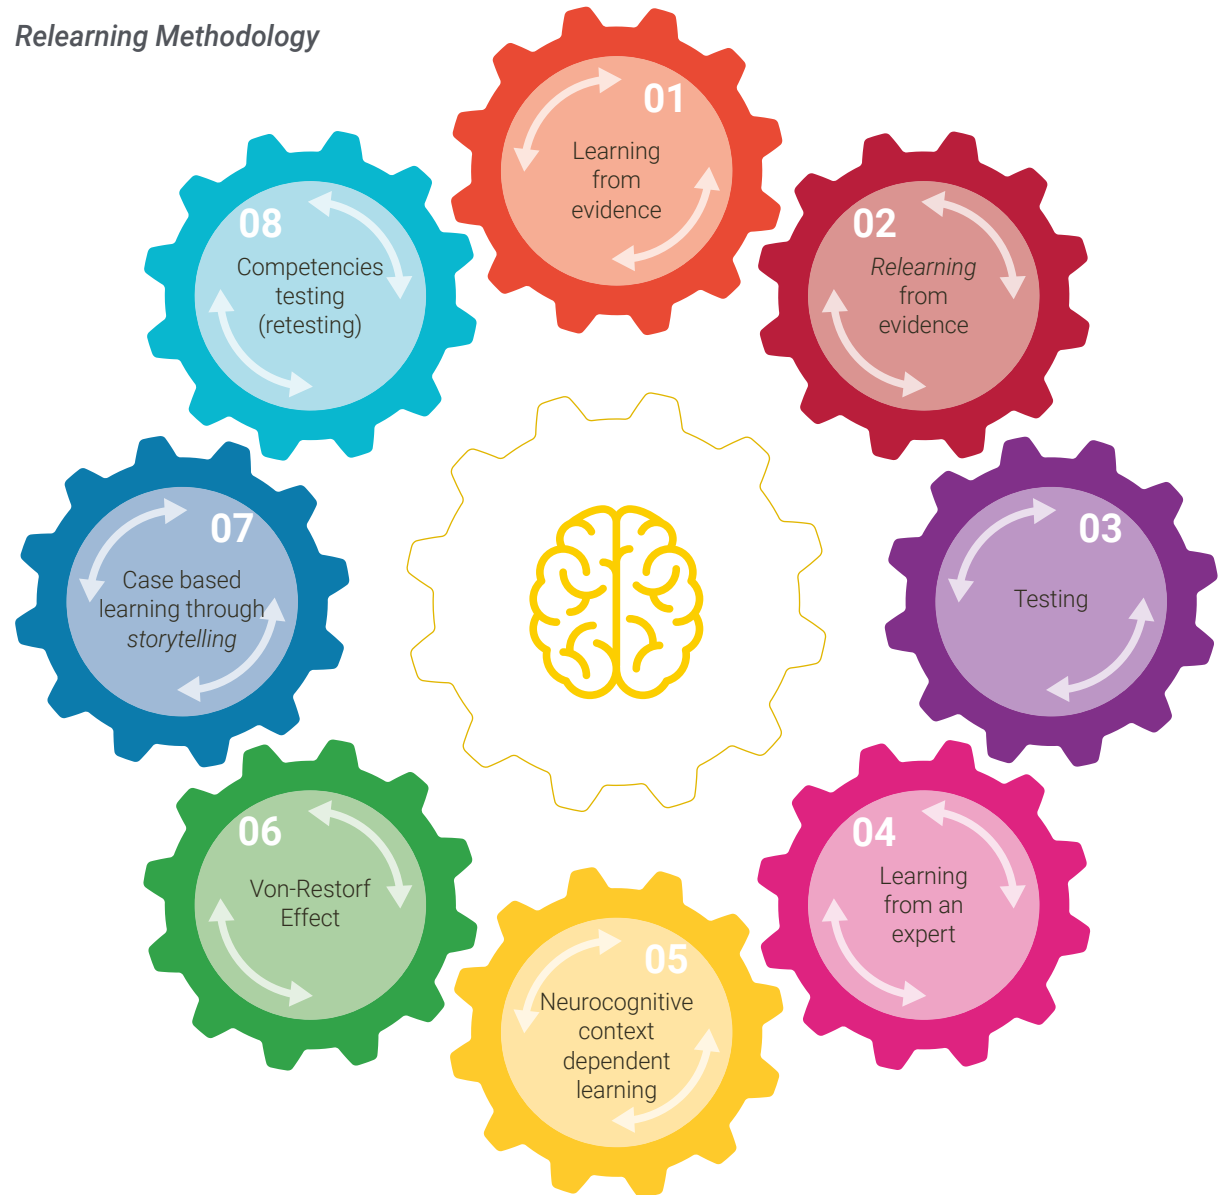 Relearning Methodology
01
Learning
from
evidence
02
Relearning
from
evidence
03
Testing
04
Learning
from an
expert
05
Neurocognitive
context
dependent
learning
06
Von-Restorf
Effect
07
Case based
learning through
storytelling
08
Competencies
testing
(retesting)